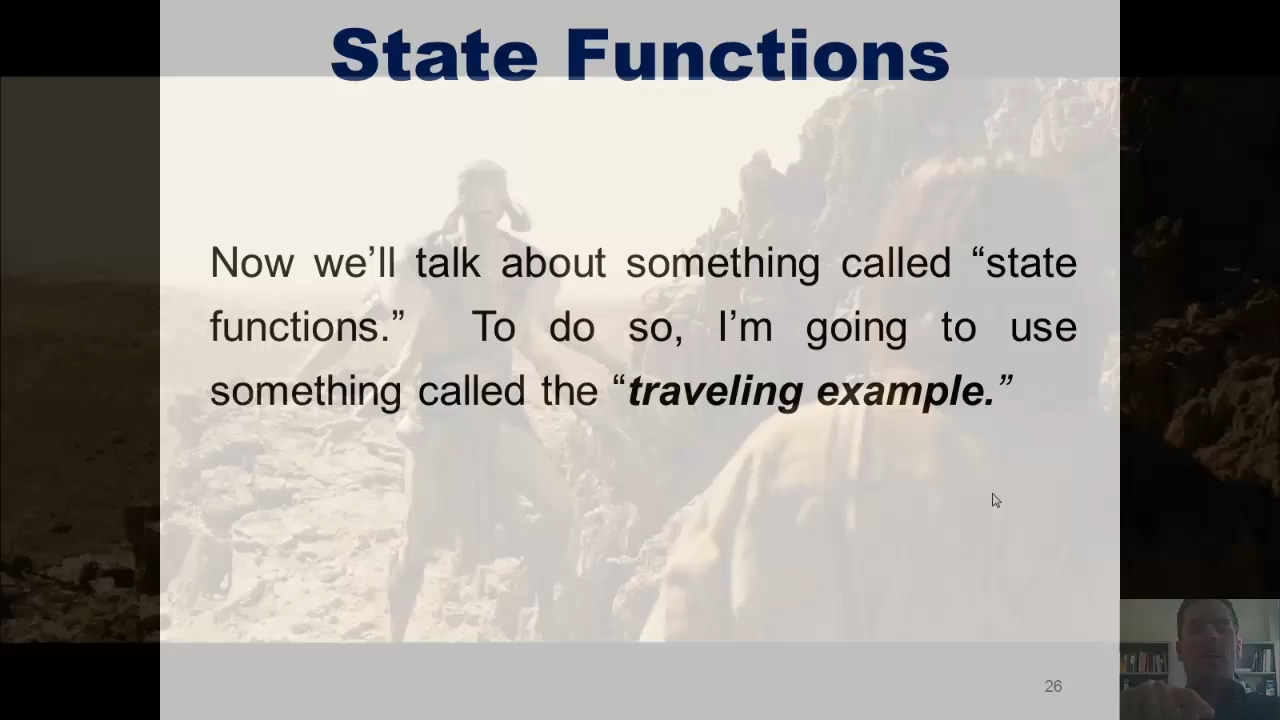 State Functions
Now we’ll talk about something called “state
functions.” To do so, I’m going to use
something called the “traveling example.”
26